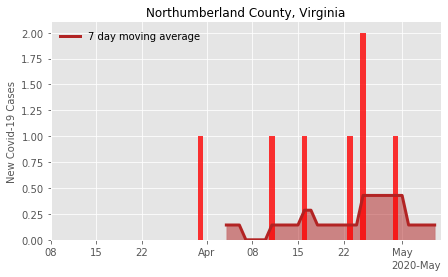 Northumberland County, Virginia
7 day moving average
New Covid-19 Cases
2.00
1.75
1.50
1.25
1.00
0.75
0.50
0.25
0.00
08 15 22 Apr 08 15 22 May
2020-May